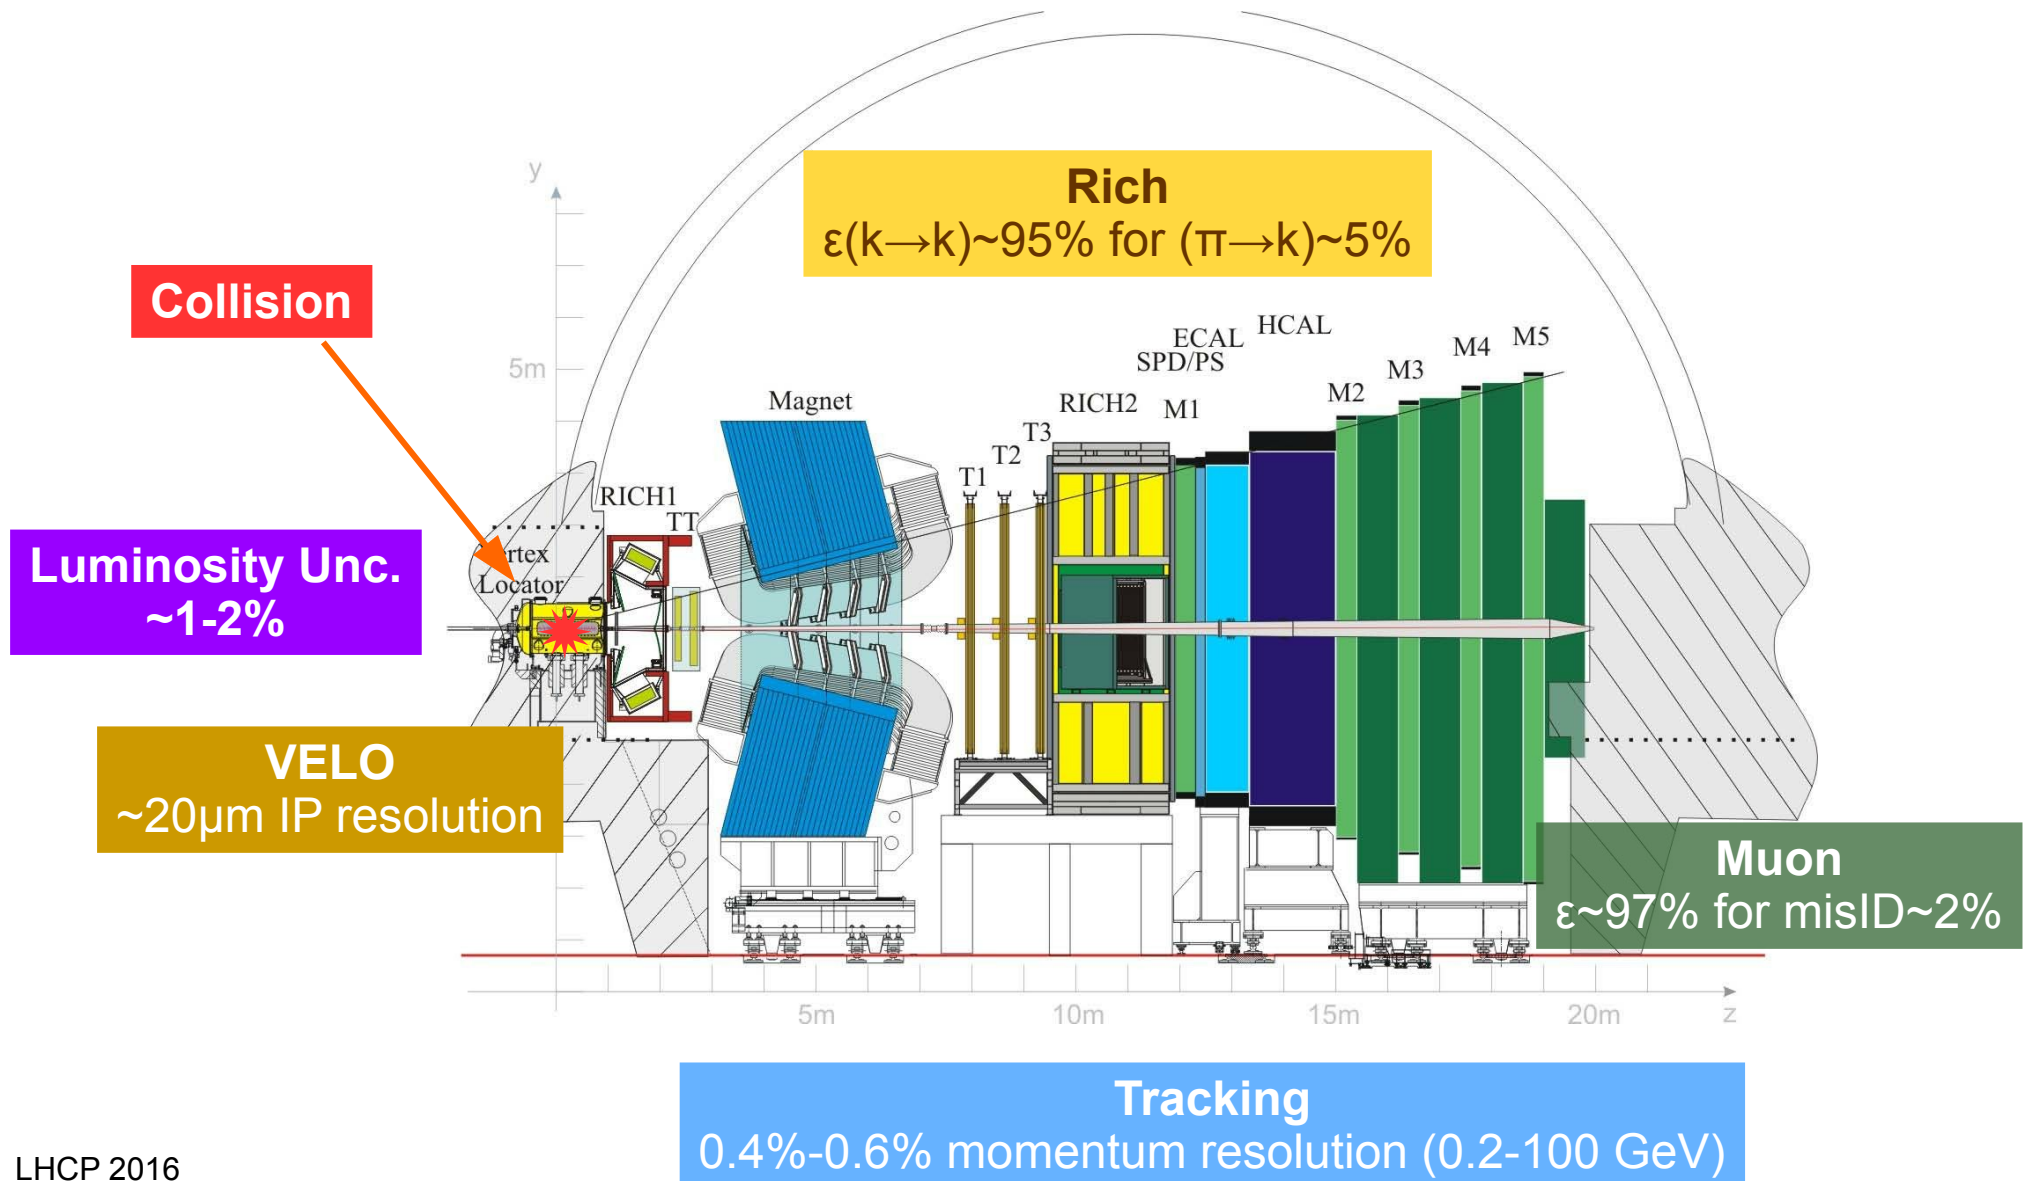 y
Rich
ε(k→k)~95% for (π→k)~5%
Collision
HCAL
ECAL
SPD/PS
M5
M4
M3
M2
5m
Magnet
RICH2
M1
T3
T2
T1
RICH1
TT
Locator
Luminosity Unc.
~1-2%
VELO
~20μm IP resolution
Muon
ε~97% for misID~2%
5m
10m
15m
20m
z
Tracking
0.4%-0.6% momentum resolution (0.2-100 GeV)
LHCP 2016